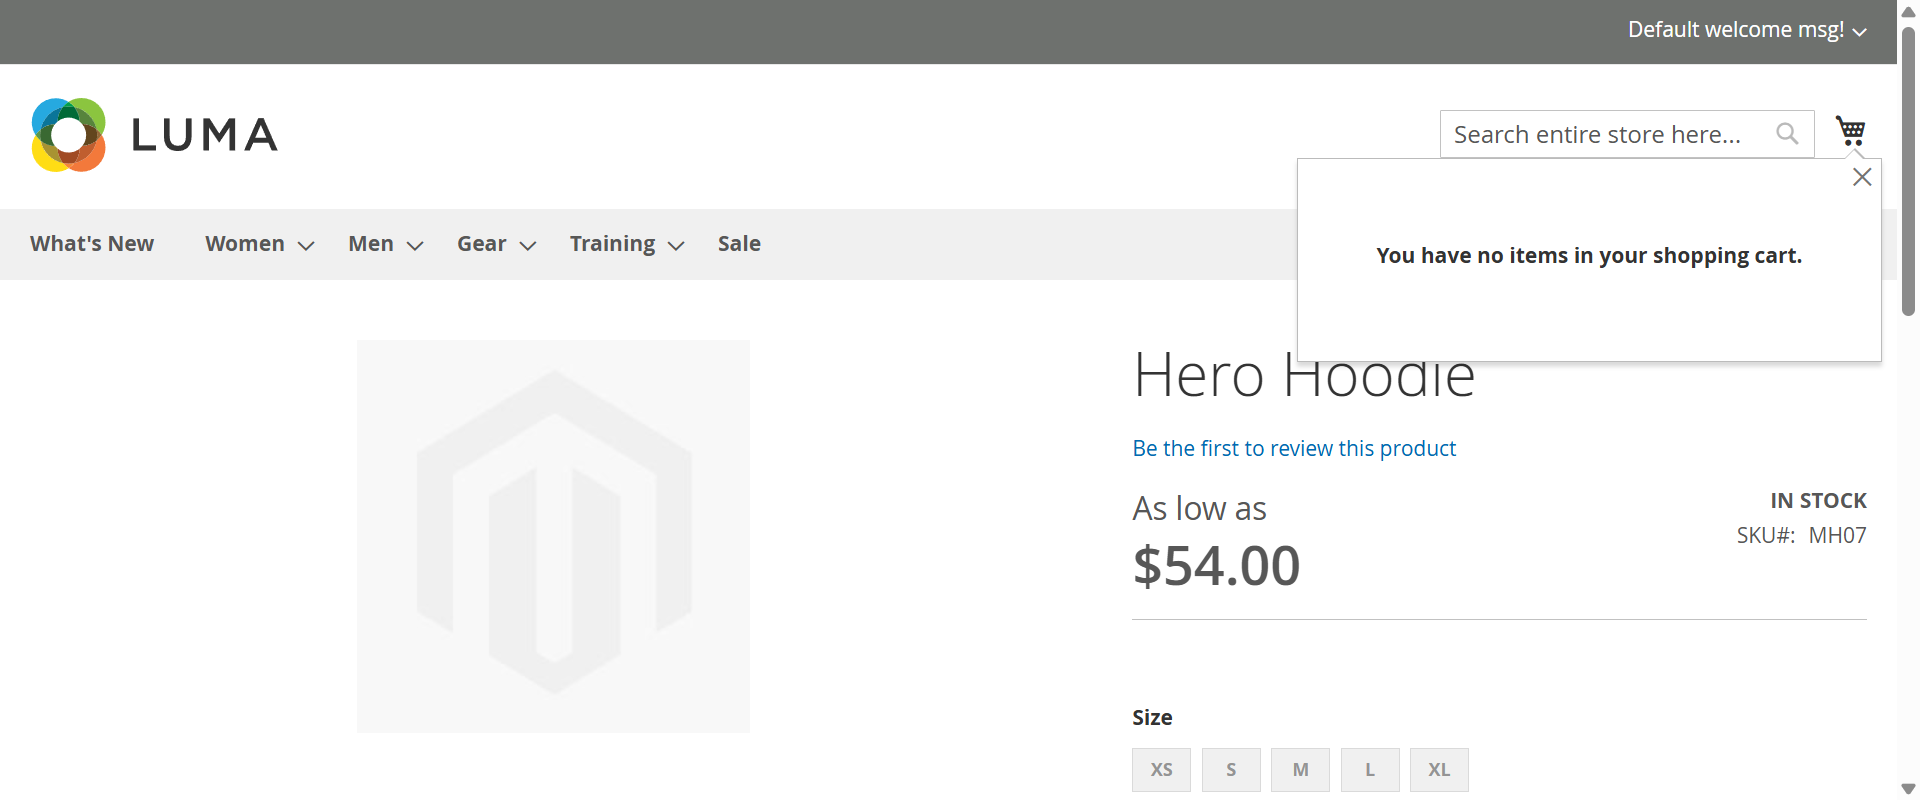 Default welcome msg!
LUMA
Search entire store here...
What's New
Women
Men
Gear
Training
Sale
You have no items in your shopping cart.
Hero Hoodie
Be the first to review this product
As low as
$54.00
IN STOCK
SKU#: MH07
Size
XS
S
M
L
XL